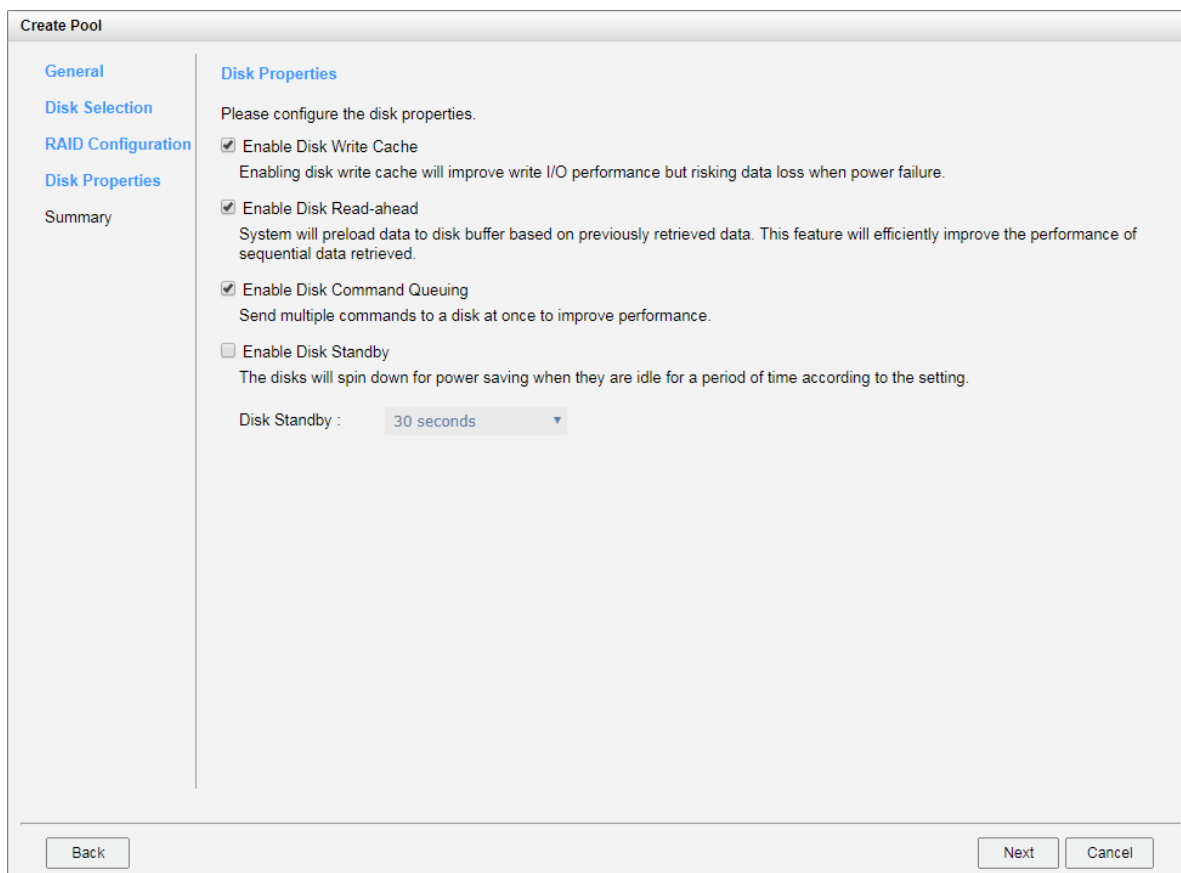 Create Pool
General
Disk Selection
RAID Configuration
Disk Properties
Summary
Disk Properties
Please configure the disk properties.
Enable Disk Write Cache
Enabling disk write cache will improve write I/O performance but risking data loss when power failure.
Enable Disk Read-ahead
System will preload data to disk buffer based on previously retrieved data. This feature will efficiently improve the performance of
sequential data retrieved.
Enable Disk Command Queuing
Send multiple commands to a disk at once to improve performance.
Enable Disk Standby
The disks will spin down for power saving when they are idle for a period of time according to the setting.
Disk Standby : 30 seconds
Back Next Cancel